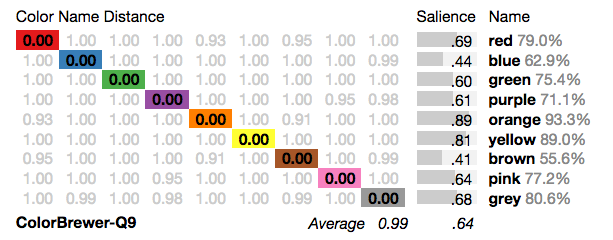 Color Name Distance Salience Name
0.00 1.00 1.00 1.00 0.93 1.00 0.95 1.00 1.00 .69 red 79.0%
1.00 0.00 1.00 1.00 1.00 1.00 1.00 1.00 0.99 .44 blue 62.9%
1.00 1.00 0.00 1.00 1.00 1.00 1.00 1.00 1.00 .60 green 75.4%
1.00 1.00 1.00 0.00 1.00 1.00 1.00 0.95 0.98 .61 purple 71.1%
0.93 1.00 1.00 1.00 0.00 1.00 0.91 1.00 1.00 .89 orange 93.3%
1.00 1.00 1.00 1.00 1.00 0.00 1.00 1.00 1.00 .81 yellow 89.0%
0.95 1.00 1.00 1.00 0.91 1.00 0.00 1.00 0.99 .41 brown 55.6%
1.00 1.00 1.00 0.95 1.00 1.00 1.00 0.00 1.00 .64 pink 77.2%
1.00 0.99 1.00 0.98 1.00 1.00 0.99 1.00 0.00 .68 grey 80.6%
ColorBrewer-Q9 Average 0.99 .64